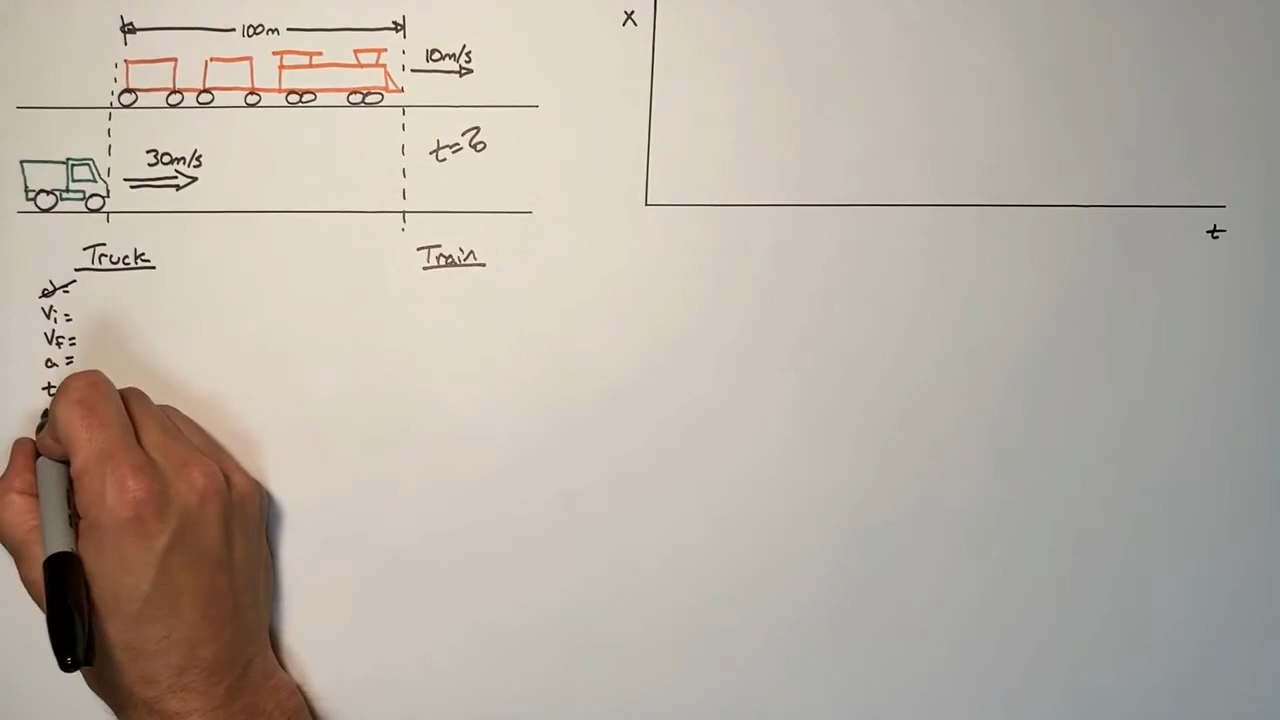 100m
10m/s
t=?
30m/s
Truck
Train
d=
Vi =
Vf=
a =
t
x
t